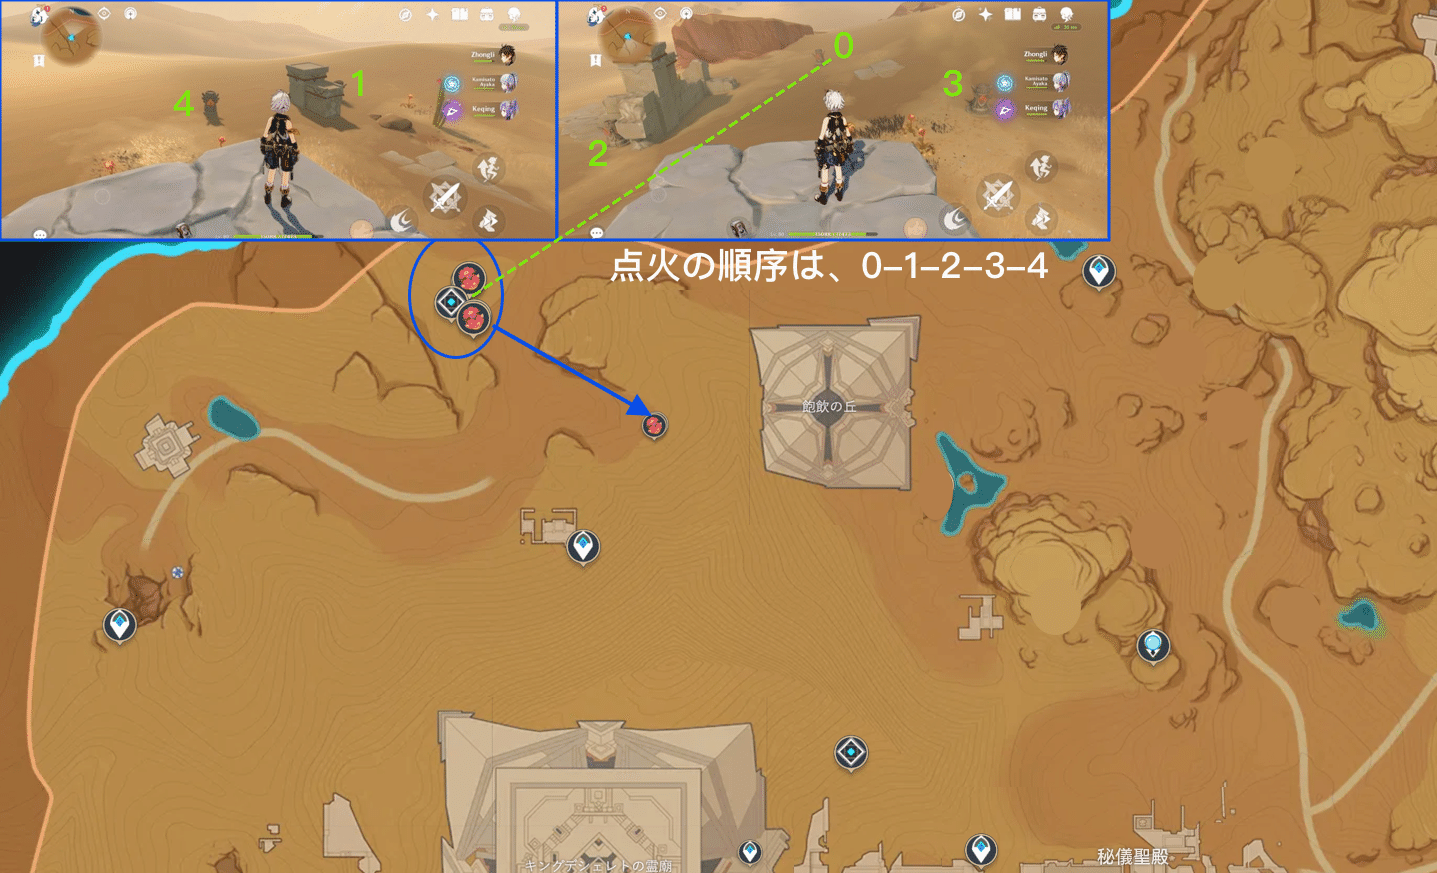 4
1
Zhongli
Kamisato
Ayaka
Keqing
0
2
3
Zhongli
Kamisato
Ayaka
Keqing
点火の順序は、0-1-2-3-4
飽飲の丘
キングデシェレトの霊廟
秘儀聖殿